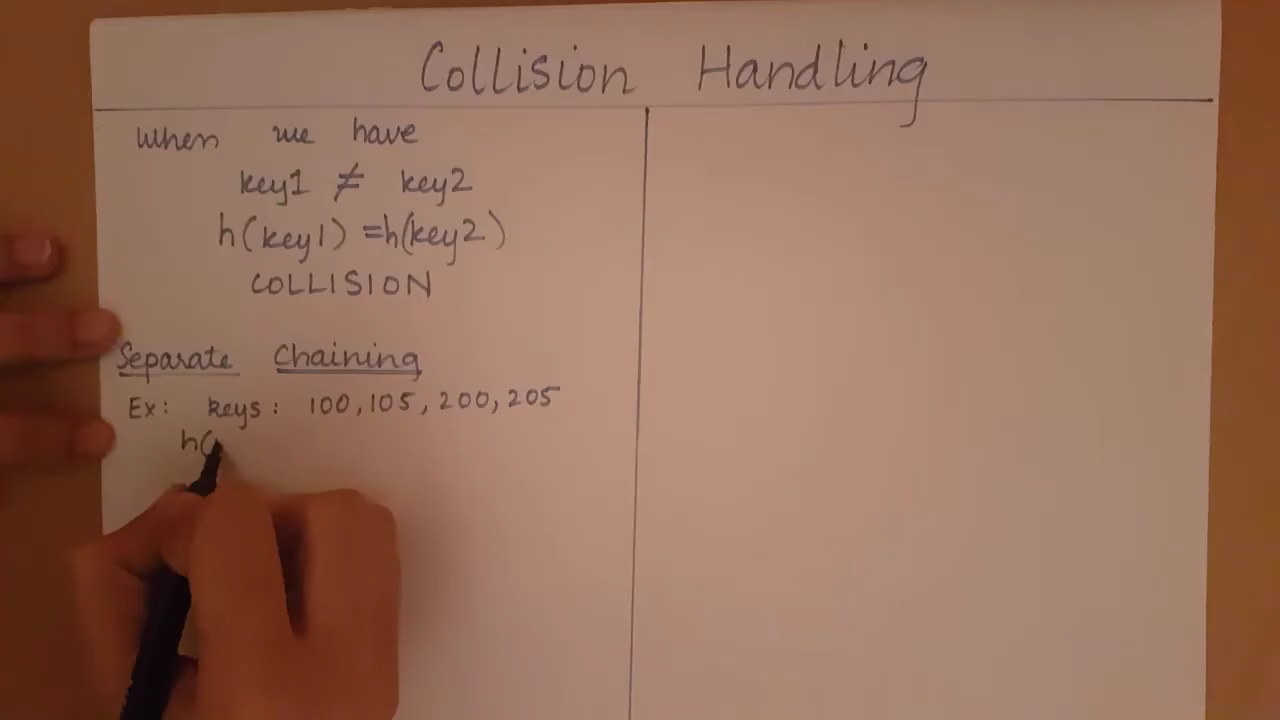 Collision Handling
When we have
key1 ≠ key2
h(key1) =h(key2)
COLLISION
Separate Chaining
Ex: keys: 100, 105, 200, 205
h(